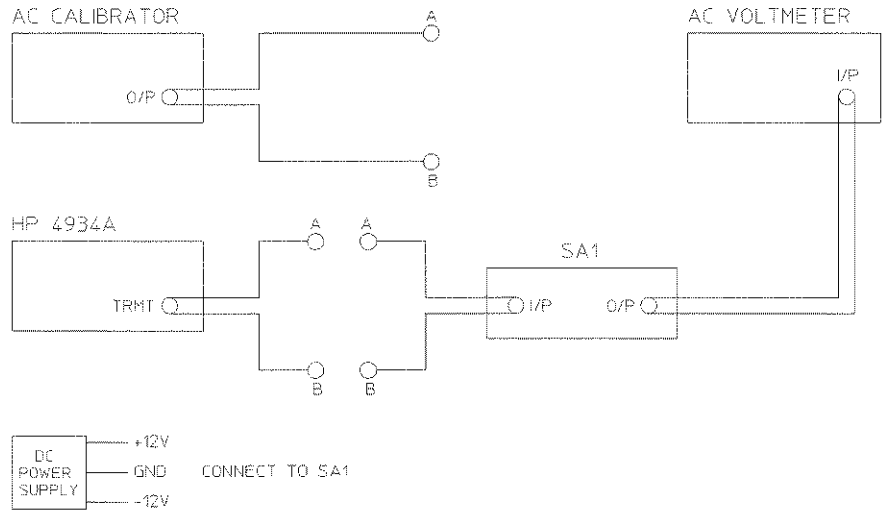 AC CALIBRATOR
A
AC VOLTMETER
I/P
O/P
B
HP 4934A
A A
SA1
TRMT
I/P O/P
B B
DC
POWER
SUPPLY
+12V
GND CONNECT TO SA1
-12V